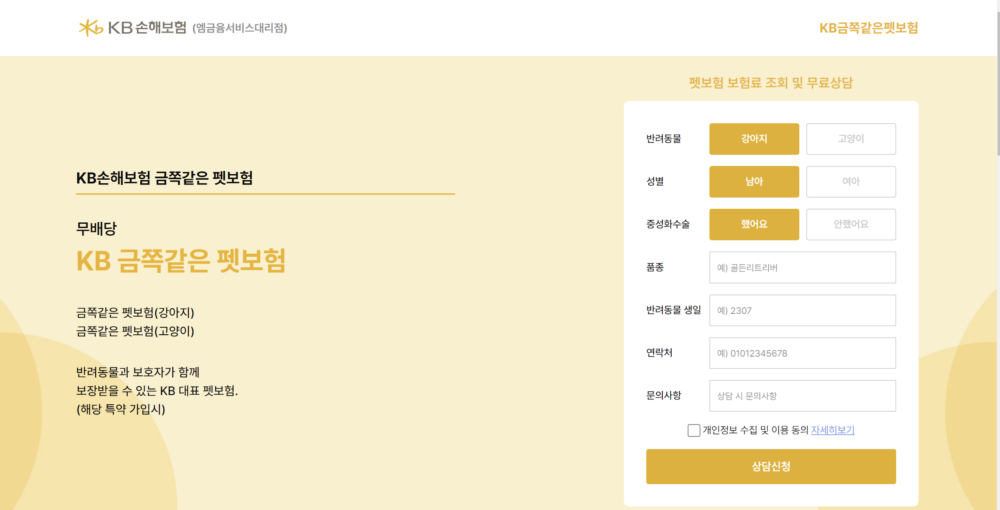 KB손해보험 (엠금융서비스대리점)
KB금쪽같은펫보험
KB손해보험 금쪽같은 펫보험
무배당
KB 금쪽같은 펫보험
금쪽같은 펫보험(강아지)
금쪽같은 펫보험(고양이)
반려동물과 보호자가 함께
보장받을 수 있는 KB 대표 펫보험.
(해당 특약 가입시)
펫보험 보험료 조회 및 무료상담
반려동물 강아지 고양이
성별 남아 여아
중성화수술 했어요 안했어요
품종 예) 골든리트리버
반려동물 생일 예) 2307
연락처 예) 01012345678
문의사항 상담 시 문의사항
개인정보 수집 및 이용 동의 자세히보기
상담신청